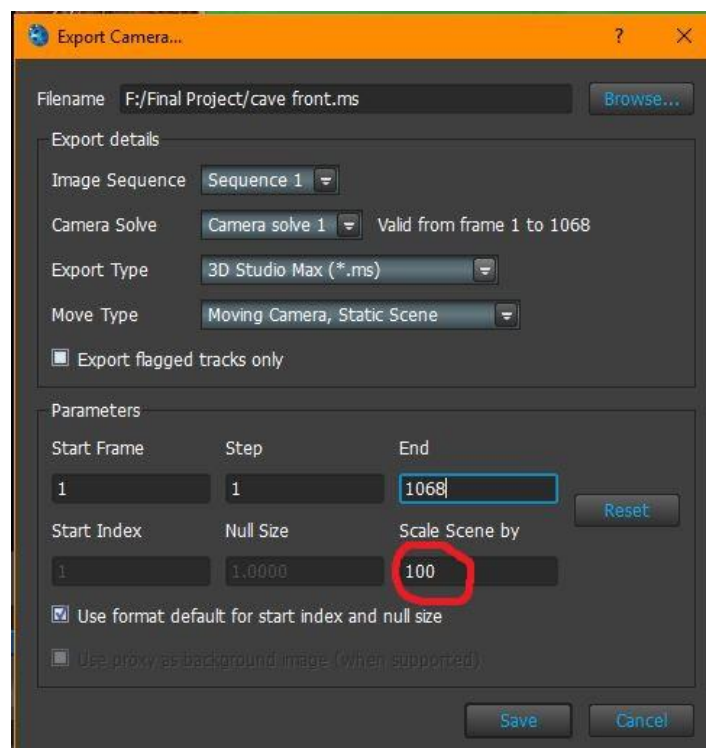 Export Camera...
?
Filename F:/Final Project/cave front.ms Browse...
Export details
Image Sequence Sequence 1
Camera Solve Camera solve 1 Valid from frame 1 to 1068
Export Type 3D Studio Max (*.ms)
Move Type Moving Camera, Static Scene
Export flagged tracks only
Parameters
Start Frame Step End
1 1 1068
Reset
Start Index Null Size Scale Scene by
1 1.0000 100
Use format default for start index and null size
Use proxy as background image (when supported)
Save Cancel